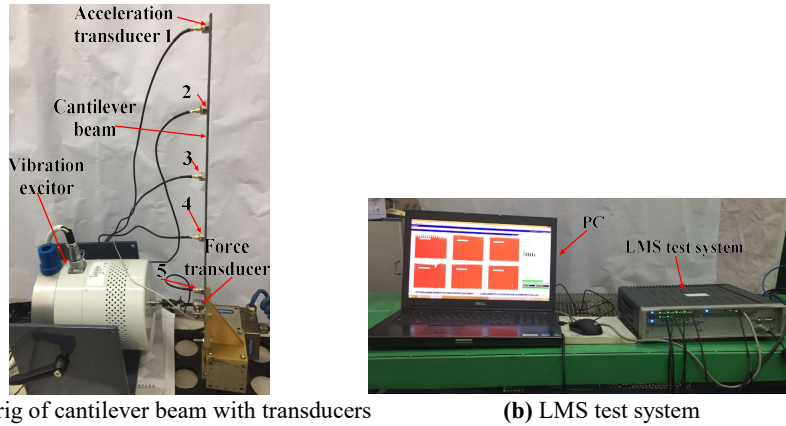 Acceleration
transducer 1
2
Cantilever
beam
3
Vibration
excitor
4
Force
transducer
5
PC
LMS test system
DELL
rig of cantilever beam with transducers
(b) LMS test system